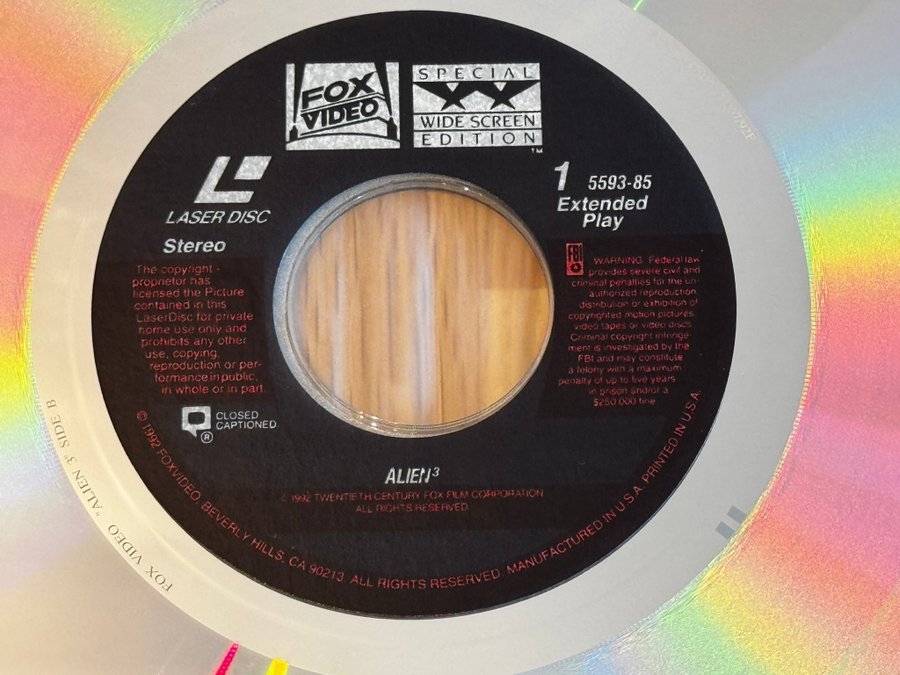 FOX
VIDEO
SPECIAL
WIDE SCREEN
EDITION
TM
LASER DISC
Stereo
1 5593-85
Extended
Play
The copyright -
proprietor has
licensed the Picture
contained in this
LaserDisc for private
home use only and
prohibits any other
use, copying,
reproduction or per-
formance in public,
in whole or in part.
FBI
WARNING: Federal law
provides severe civil and
criminal penalties for the un-
authorized reproduction,
distribution or exhibition of
copyrighted motion pictures,
video tapes or video discs.
Criminal copyright infringe-
ment is investigated by the
FBI and may constitute
a felony with a maximum
penalty of up to five years
in prison and/or a
$250,000 fine.
CLOSED
CAPTIONED
®
ALIEN³
© 1992 TWENTIETH CENTURY FOX FILM CORPORATION
ALL RIGHTS RESERVED.
© 1992 FOXVIDEO, BEVERLY HILLS, CA 90213. ALL RIGHTS RESERVED. MANUFACTURED IN U.S.A. PRINTED IN U.S.A.
FOX VIDEO "ALIEN 3" SIDE B